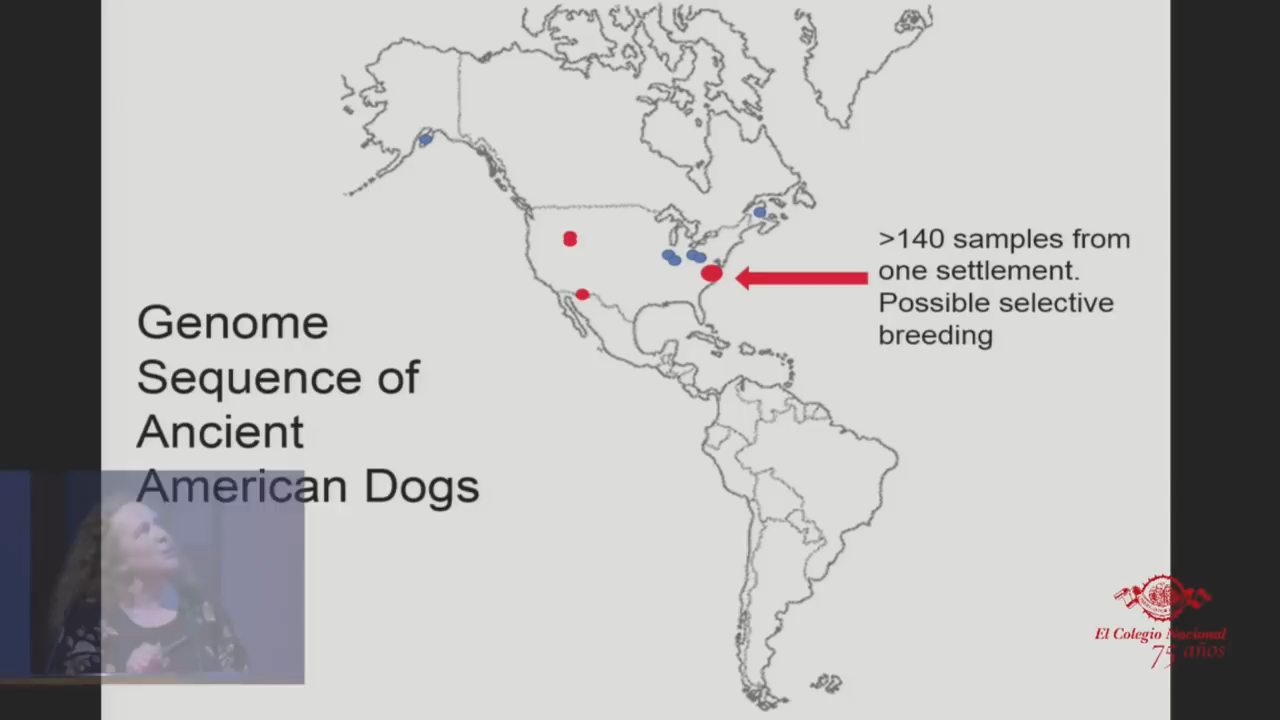 >140 samples from
one settlement.
Possible selective
breeding
Genome
Sequence of
Ancient
American Dogs
El Colegio Nacional
75 años